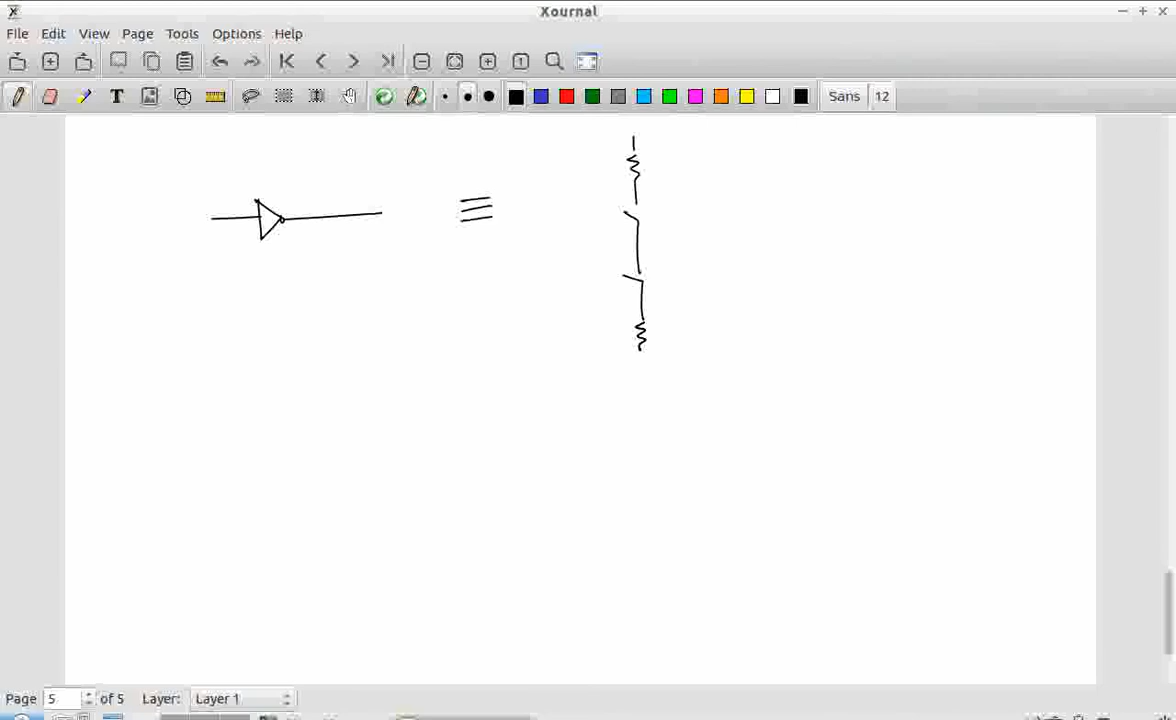 Xournal
File Edit View Page Tools Options Help
Sans 12
Page 5 of 5 Layer: Layer 1